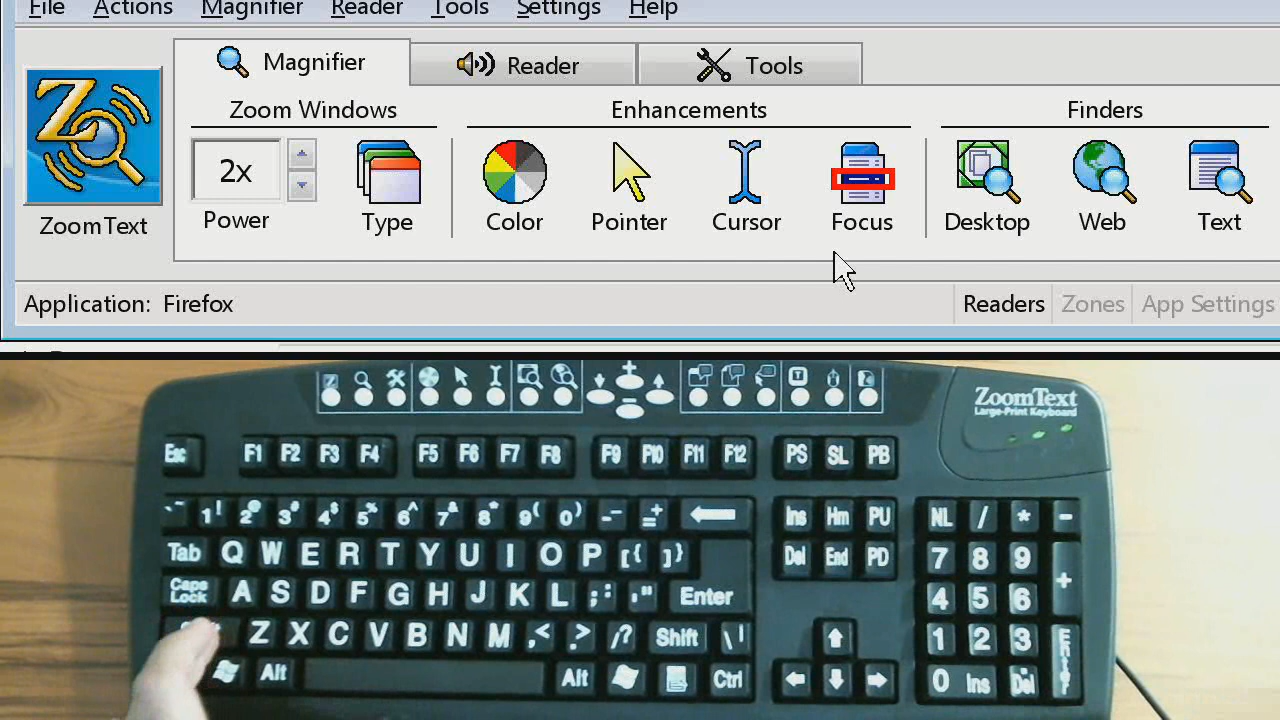 File Actions Magnifier Reader Tools Settings Help
Magnifier Reader Tools
Zoom Windows Enhancements Finders
2x
Power Type Color Pointer Cursor Focus Desktop Web Text
ZoomText
Application: Firefox Readers Zones App Settings
ZoomText
Large-Print Keyboard
Esc F1 F2 F3 F4 F5 F6 F7 F8 F9 F10 F11 F12 PS SL PB
`~ 1! 2@ 3# 4$ 5% 6^ 7& 8* 9( 0) -_ =+ Ins Hm PU NL / * -
Tab Q W E R T Y U I O P [{ ]} Del End PD 7 8 9 +
Caps Lock A S D F G H J K L ;: '" Enter 4 5 6
Z X C V B N M ,< .> /? Shift \| 1 2 3 Enter
Alt Alt Ctrl 0 Ins Del